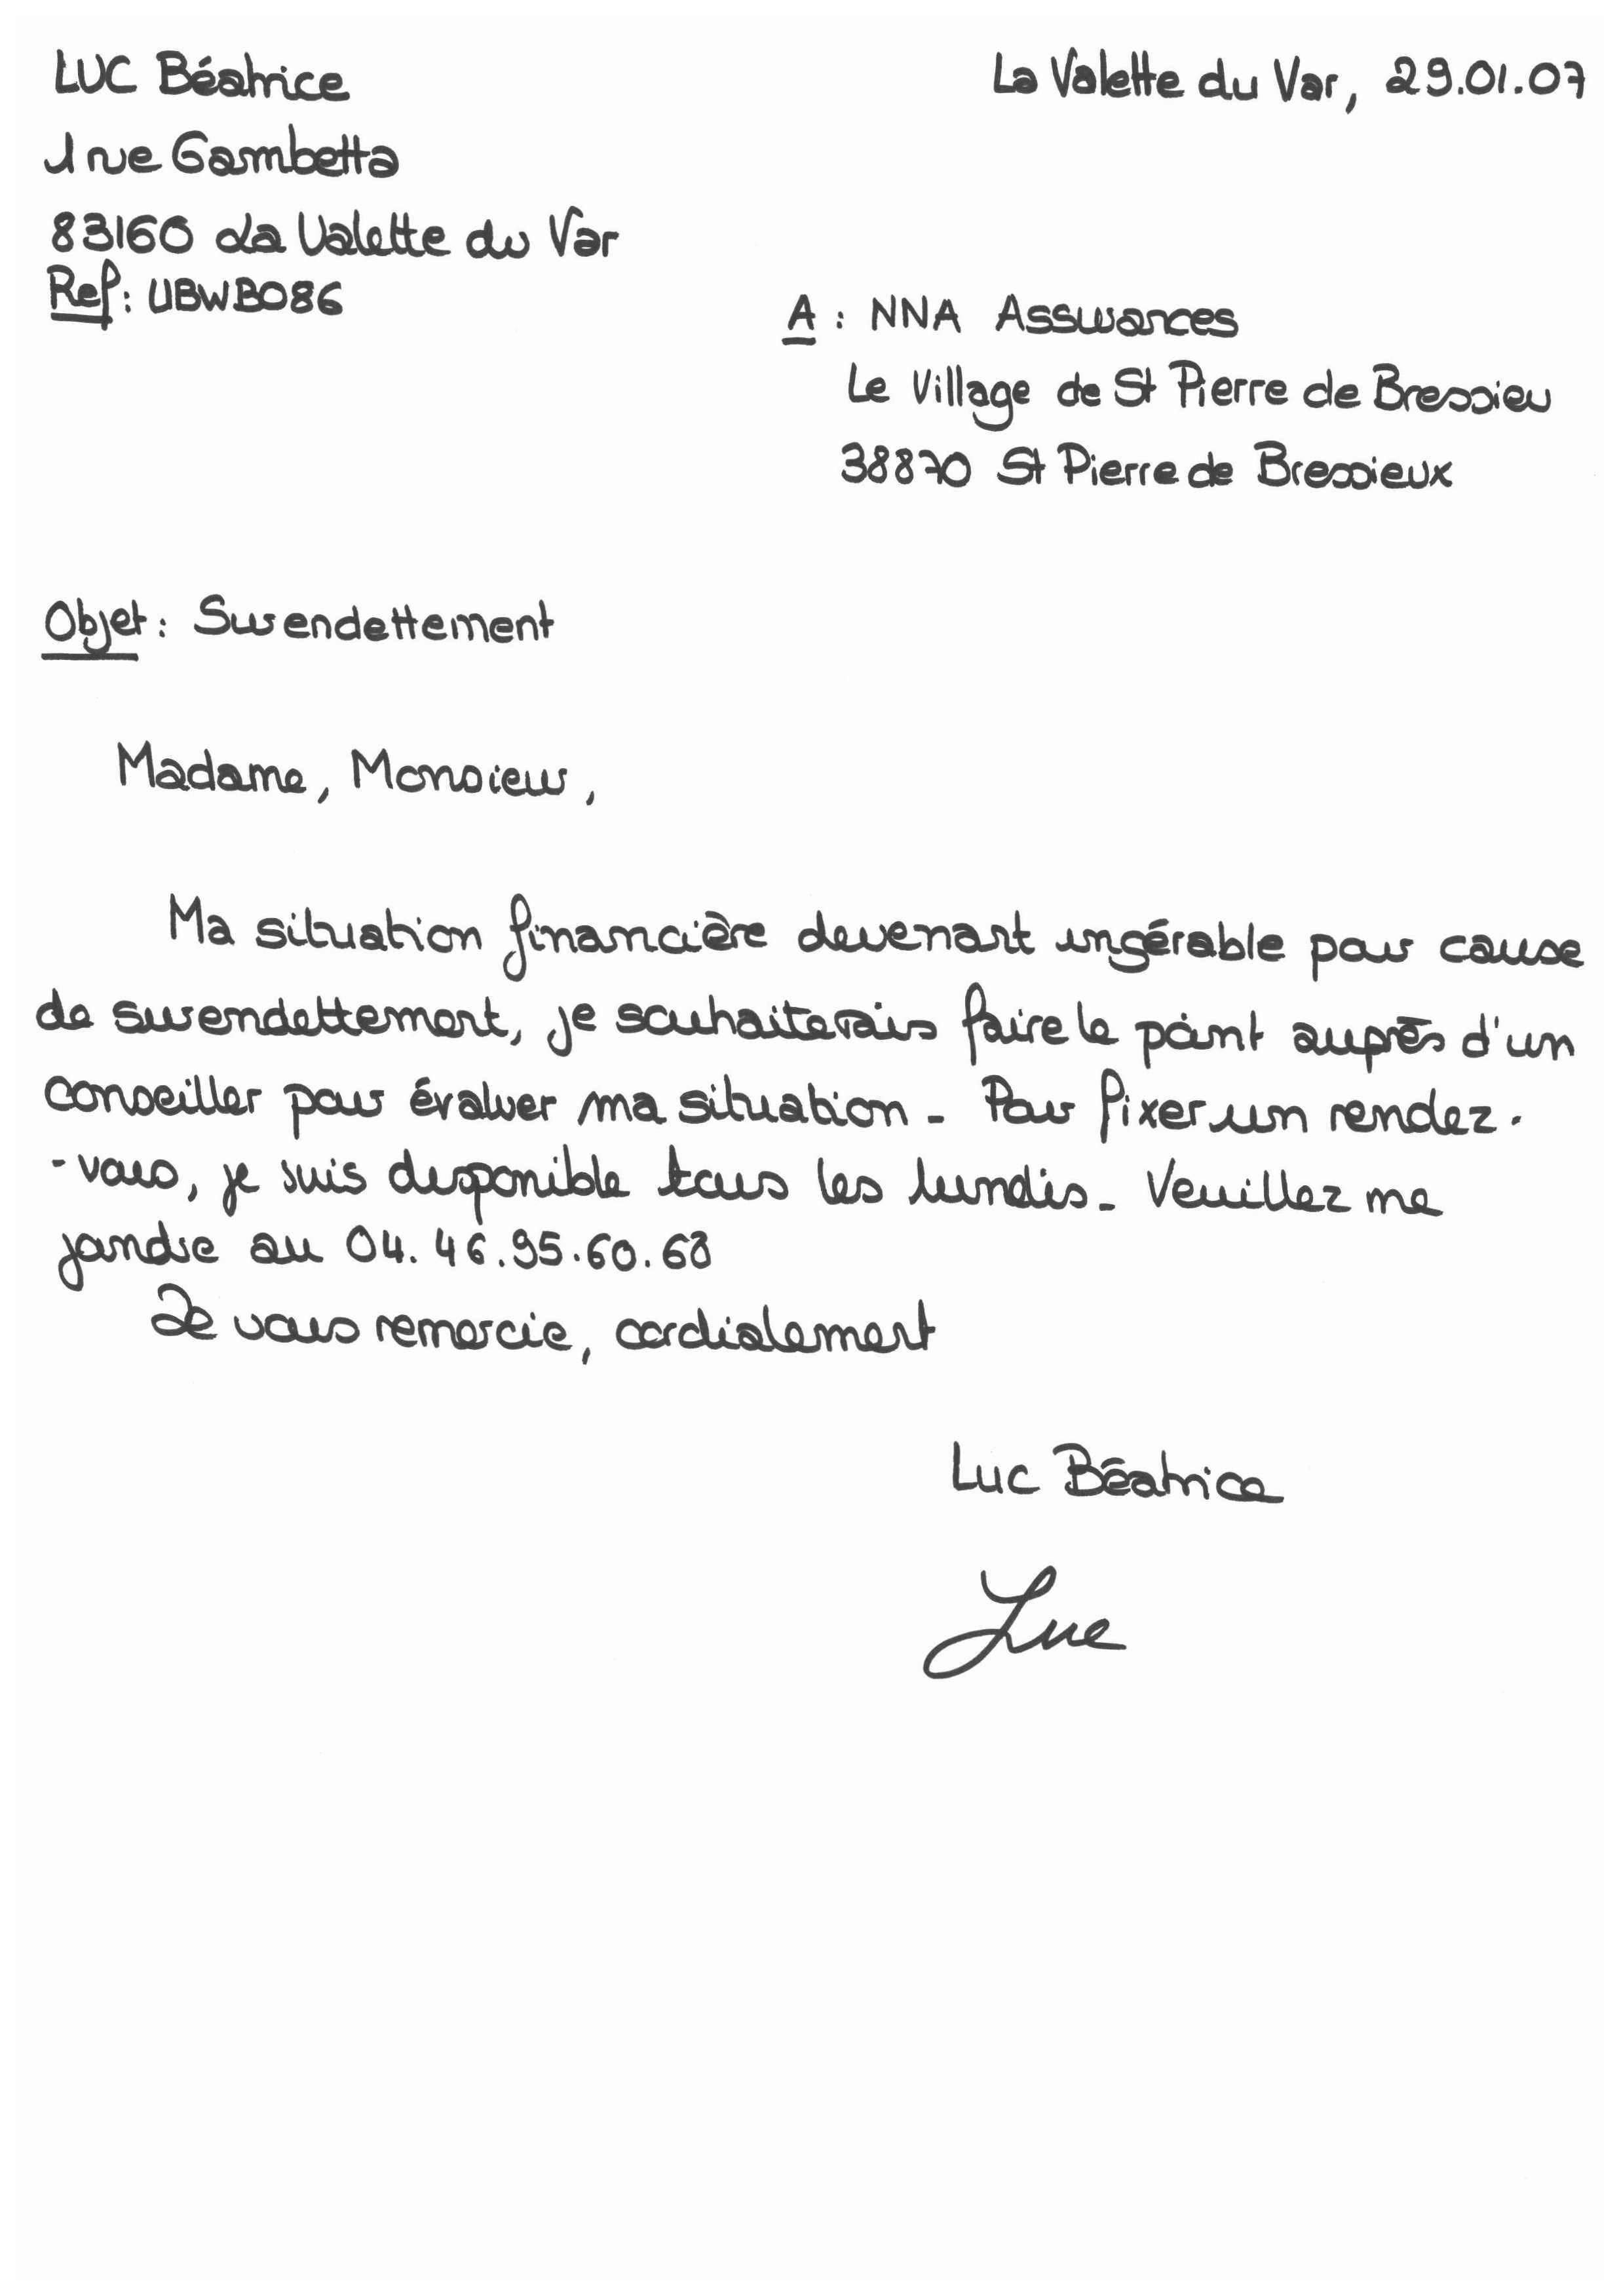 LUC Béatrice
La Valette du Var, 29.01.07
1 rue Gambetta
83160 La Valette du Var
Ref: UBWBO86
A : NNA Assurances
Le Village de St Pierre de Bressieu
38870 St Pierre de Bressieux
Objet : Surendettement
Madame, Monsieur,
Ma situation financière devenant ingérable pour cause
de surendettement, je souhaiterais faire le point auprès d'un
conseiller pour évaluer ma situation. Pour fixer un rendez-
-vous, je suis disponible tous les lundis. Veuillez me
joindre au 04.46.95.60.68
Je vous remercie, cordialement
Luc Béatrice
Luc